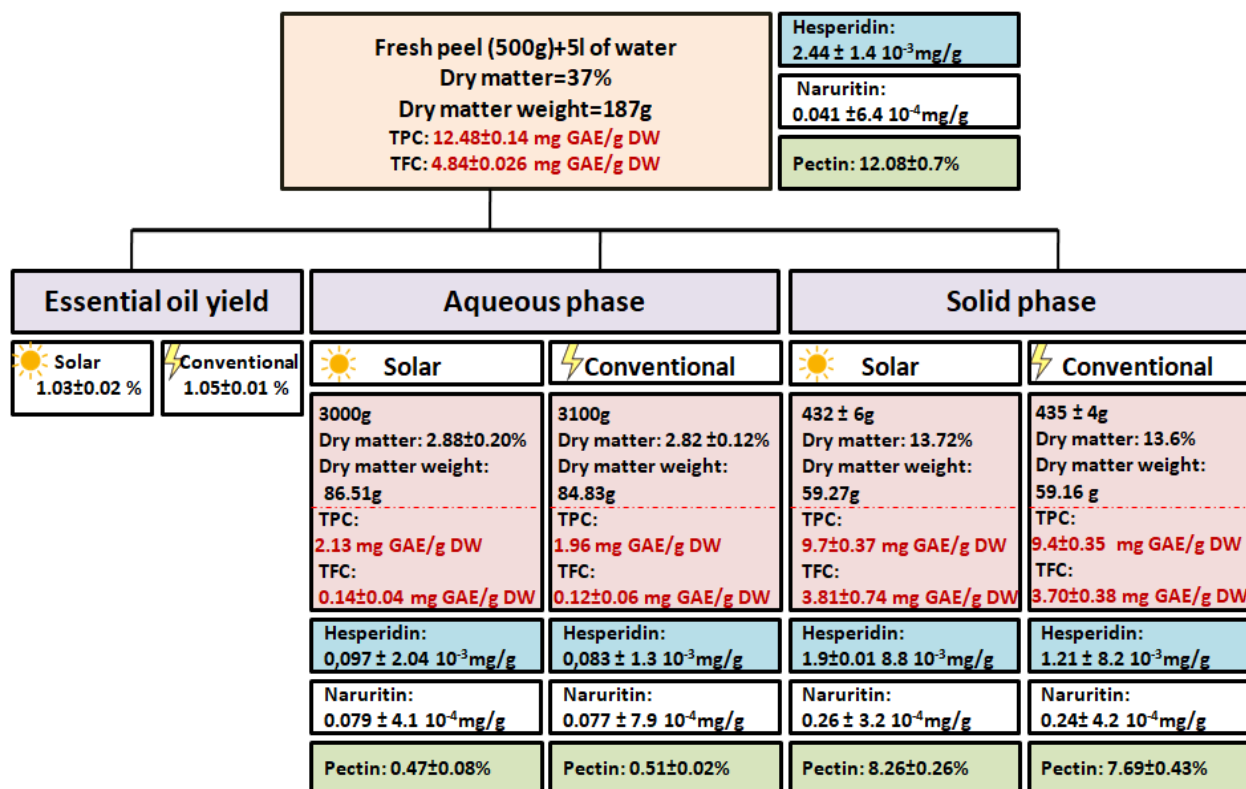 Fresh peel (500g)+5l of water
Dry matter=37%
Dry matter weight=187g
TPC: 12.48±0.14 mg GAE/g DW
TFC: 4.84±0.026 mg GAE/g DW
Hesperidin:
2.44 ± 1.4 10⁻³mg/g
Naruritin:
0.041 ±6.4 10⁻⁴mg/g
Pectin: 12.08±0.7%
Essential oil yield
Solar
1.03±0.02 %
Conventional
1.05±0.01 %
Aqueous phase
Solar
3000g
Dry matter: 2.88±0.20%
Dry matter weight:
86.51g
TPC:
2.13 mg GAE/g DW
TFC:
0.14±0.04 mg GAE/g DW
Hesperidin:
0,097 ± 2.04 10⁻³mg/g
Naruritin:
0.079 ± 4.1 10⁻⁴mg/g
Pectin: 0.47±0.08%
Conventional
3100g
Dry matter: 2.82 ±0.12%
Dry matter weight:
84.83g
TPC:
1.96 mg GAE/g DW
TFC:
0.12±0.06 mg GAE/g DW
Hesperidin:
0,083 ± 1.3 10⁻³mg/g
Naruritin:
0.077 ± 7.9 10⁻⁴mg/g
Pectin: 0.51±0.02%
Solid phase
Solar
432 ± 6g
Dry matter: 13.72%
Dry matter weight:
59.27g
TPC:
9.7±0.37 mg GAE/g DW
TFC:
3.81±0.74 mg GAE/g DW
Hesperidin:
1.9±0.01 8.8 10⁻³mg/g
Naruritin:
0.26 ± 3.2 10⁻⁴mg/g
Pectin: 8.26±0.26%
Conventional
435 ± 4g
Dry matter: 13.6%
Dry matter weight:
59.16 g
TPC:
9.4±0.35 mg GAE/g DW
TFC:
3.70±0.38 mg GAE/g DW
Hesperidin:
1.21 ± 8.2 10⁻³mg/g
Naruritin:
0.24± 4.2 10⁻⁴mg/g
Pectin: 7.69±0.43%